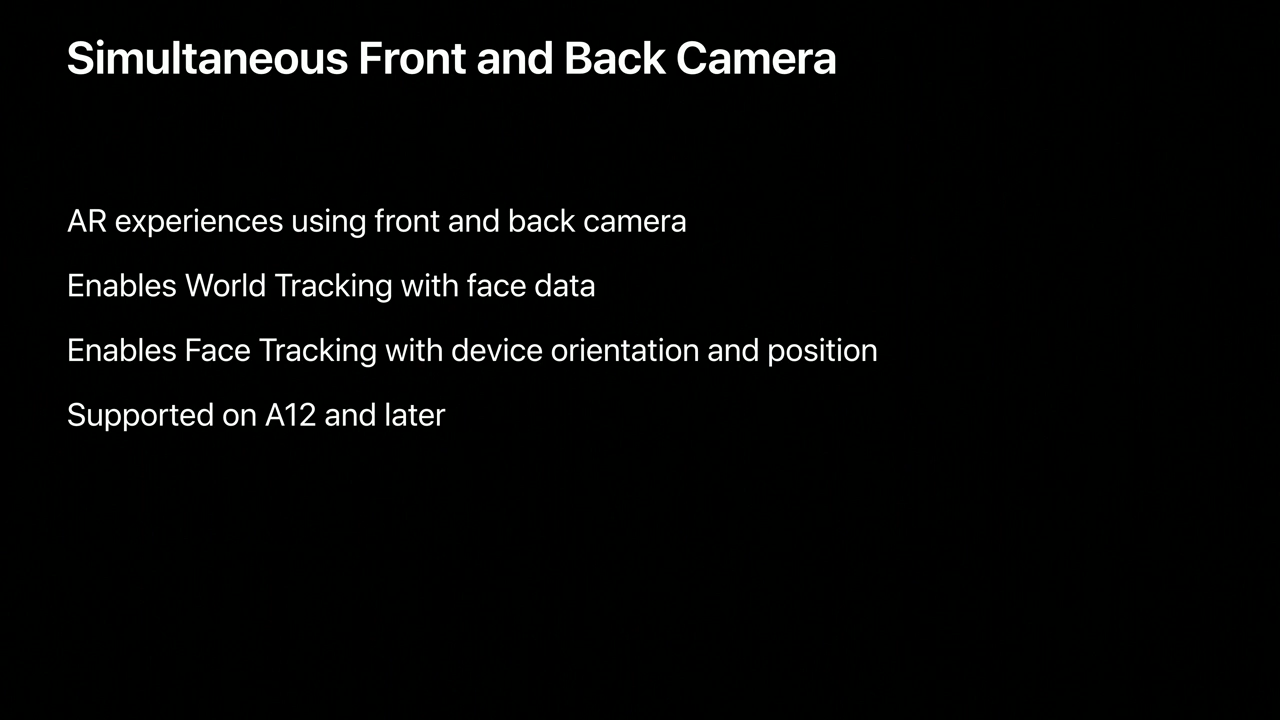 Simultaneous Front and Back Camera
AR experiences using front and back camera
Enables World Tracking with face data
Enables Face Tracking with device orientation and position
Supported on A12 and later